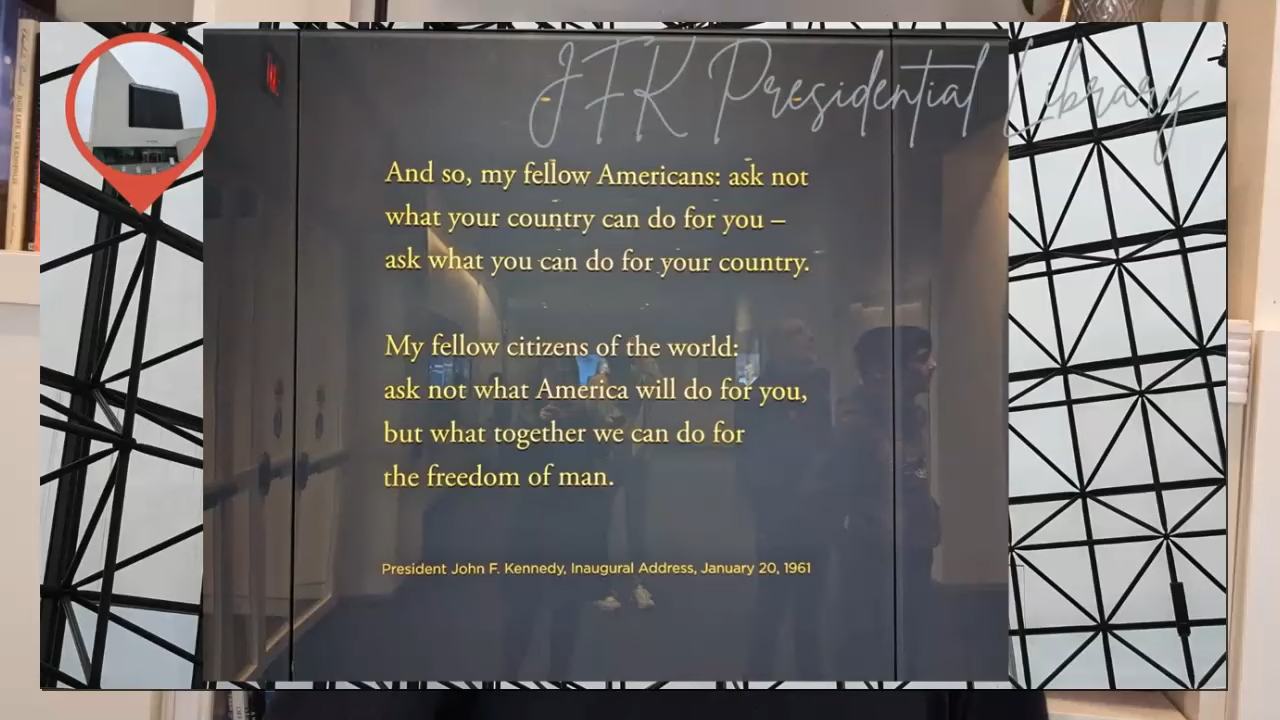 JFK Presidential Library
And so, my fellow Americans: ask not
what your country can do for you –
ask what you can do for your country.
My fellow citizens of the world:
ask not what America will do for you,
but what together we can do for
the freedom of man.
President John F. Kennedy, Inaugural Address, January 20, 1961